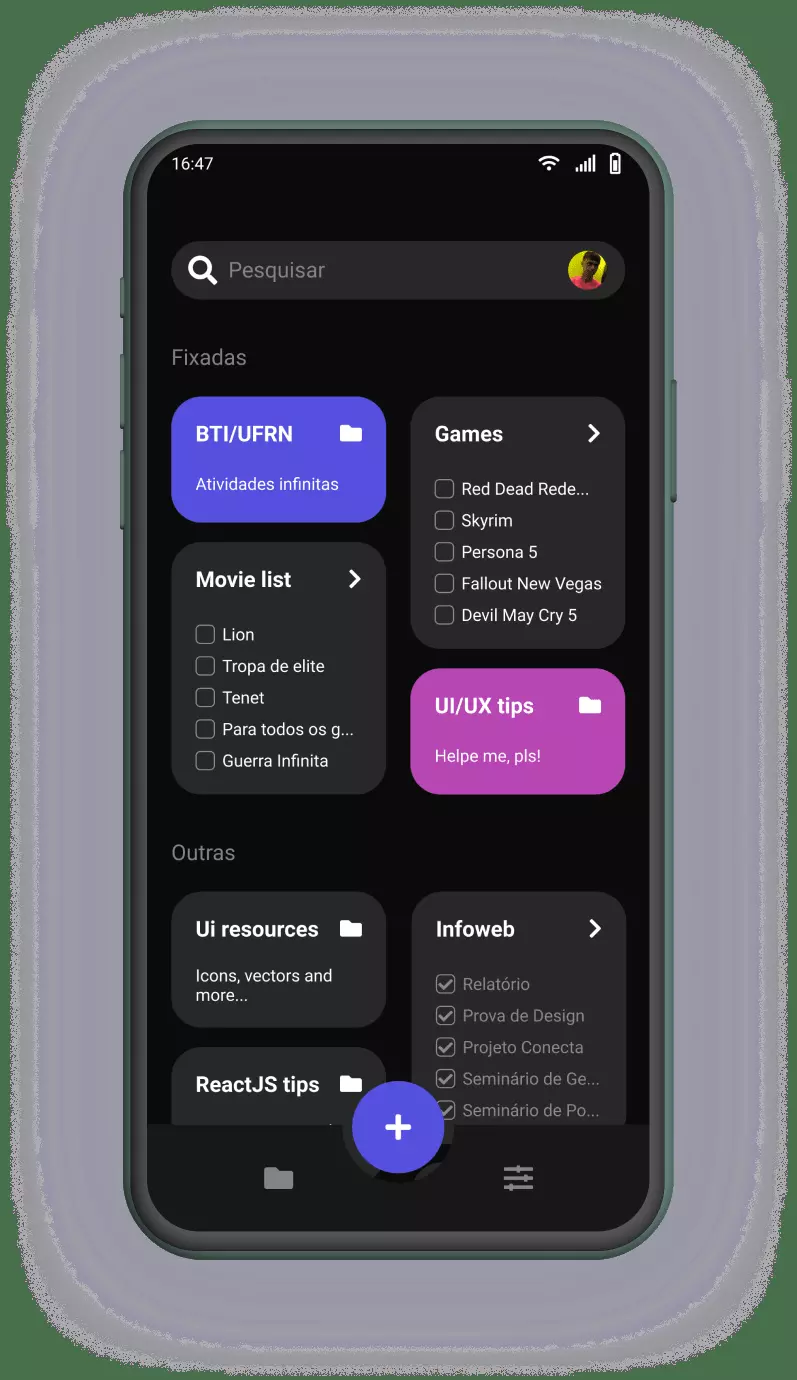 16:47
Pesquisar
Fixadas
BTI/UFRN
Atividades infinitas
Games
Red Dead Rede...
Skyrim
Persona 5
Fallout New Vegas
Devil May Cry 5
Movie list
Lion
Tropa de elite
Tenet
Para todos os g...
Guerra Infinita
UI/UX tips
Helpe me, pls!
Outras
Ui resources
Icons, vectors and
more...
Infoweb
Relatório
Prova de Design
Projeto Conecta
Seminário de Ge...
Seminário de Po...
ReactJS tips